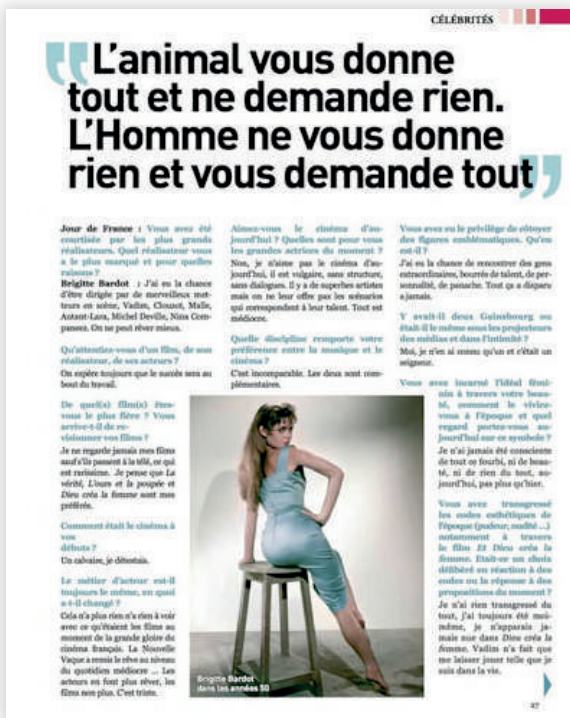 CÉLÉBRITÉS
“L’animal vous donne
tout et ne demande rien.
L’Homme ne vous donne
rien et vous demande tout”
Jour de France : Vous avez été
courtisée par les plus grands
réalisateurs. Quel réalisateur vous
a le plus marqué et pour quelles
raisons ?
Brigitte Bardot : J’ai eu la chance
d’être dirigée par de merveilleux met-
teurs en scène, Vadim, Clouzot, Malle,
Autant-Lara, Michel Deville, Nina Com-
paneez. On ne peut rêver mieux.
Qu’attentiez-vous d’un film, de son
réalisateur, de ses acteurs ?
On espère toujours que le succès sera au
bout du travail.
De quel(s) film(s) êtes-
vous le plus fière ? Vous
arrive-t-il de re-
visionner vos films ?
Je ne regarde jamais mes films
sauf s’ils passent à la télé, ce qui
est rarissime. Je pense que La
vérité, L’ours et la poupée et
Dieu créa la femme sont mes
préférés.
Comment était le cinéma à
vos
débuts ?
Un calvaire, je détestais.
Le métier d’acteur est-il
toujours le même, en quoi
a-t-il changé ?
Cela n’a plus rien n’a rien à voir
avec ce qu’étaient les films au
moment de la grande gloire du
cinéma français. La Nouvelle
Vague a remis le rêve au niveau
du quotidien médiocre ... Les
acteurs en font plus rêver, les
films non plus. C’est triste.
Aimez-vous le cinéma d’au-
jourd’hui ? Quelles sont pour vous
les grandes actrices du moment ?
Non, je n’aime pas le cinéma d’au-
jourd’hui, il est vulgaire, sans structure,
sans dialogues. Il y a de superbes artistes
mais on ne leur offre pas les scénarios
qui correspondent à leur talent. Tout est
médiocre.
Quelle discipline remporte votre
préférence entre la musique et le
cinéma ?
C’est incomparable. Les deux sont com-
plémentaires.
Brigitte Bardot
dans les années 50
Vous avez eu le privilège de côtoyer
des figures emblématiques. Qu’en
est-il ?
J’ai eu la chance de rencontrer des gens
extraordinaires, bourrés de talent, de per-
sonnalité, de panache. Tout ça a disparu
a jamais.
Y avait-il deux Gainsbourg ou
était-il le même sous les projecteurs
des médias et dans l’intimité ?
Moi, je n’en ai connu qu’un et c’était un
seigneur.
Vous avez incarné l’idéal fémi-
nin à travers votre beau-
té, comment le viviez-
vous à l’époque et quel
regard portez-vous au-
jourd’hui sur ce symbole ?
Je n’ai jamais été consciente
de tout ce fourbi, ni de beau-
té, ni de rien du tout, au-
jourd’hui, pas plus qu’hier.
Vous avez transgressé
les codes esthétiques de
l’époque (pudeur, nudité ...)
notamment à travers
le film Et Dieu créa la
femme. Etait-ce un choix
délibéré en réaction à des
codes ou la réponse à des
propositions du moment ?
Je n’ai rien transgressé du
tout, j’ai toujours été moi-
même, je n’apparais ja-
mais nue dans Dieu créa la
femme. Vadim n’a fait que
me laisser jouer telle que je
suis dans la vie.
27